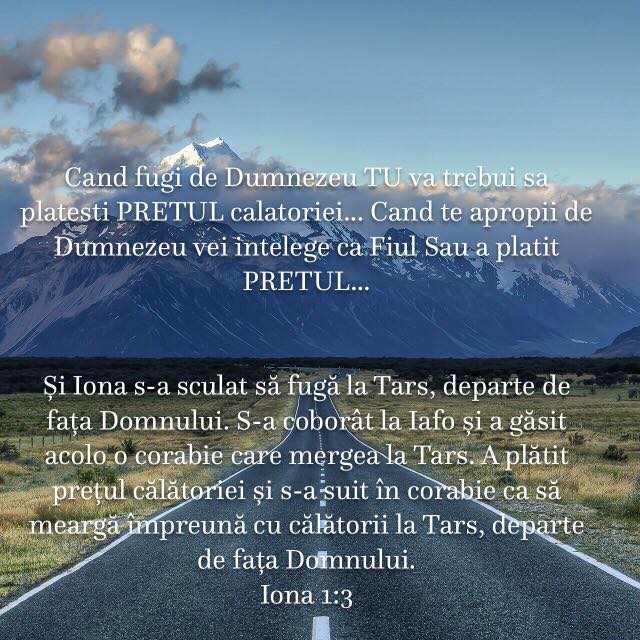 Cand fugi de Dumnezeu TU va trebui sa
platesti PRETUL calatoriei... Cand te apropii de
Dumnezeu vei intelege ca Fiul Sau a platit
PRETUL...
Și Iona s-a sculat să fugă la Tars, departe de
fața Domnului. S-a coborât la Iafo și a găsit
acolo o corabie care mergea la Tars. A plătit
prețul călătoriei și s-a suit în corabie ca să
meargă împreună cu călătorii la Tars, departe
de fața Domnului.
Iona 1:3